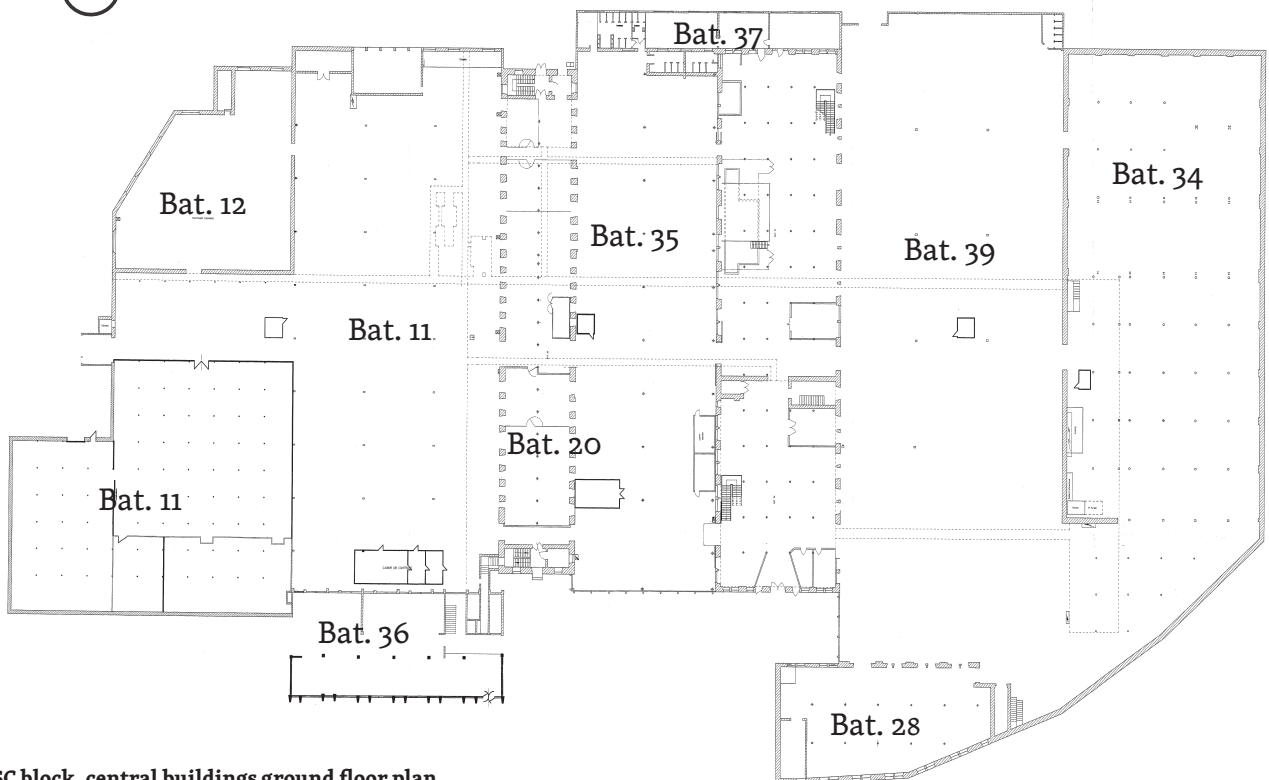 Bat. 37
Bat. 12
Bat. 34
Bat. 35
Bat. 39
Bat. 11
Bat. 20
Bat. 11
Bat. 36
Bat. 28
block, central buildings ground floor plan